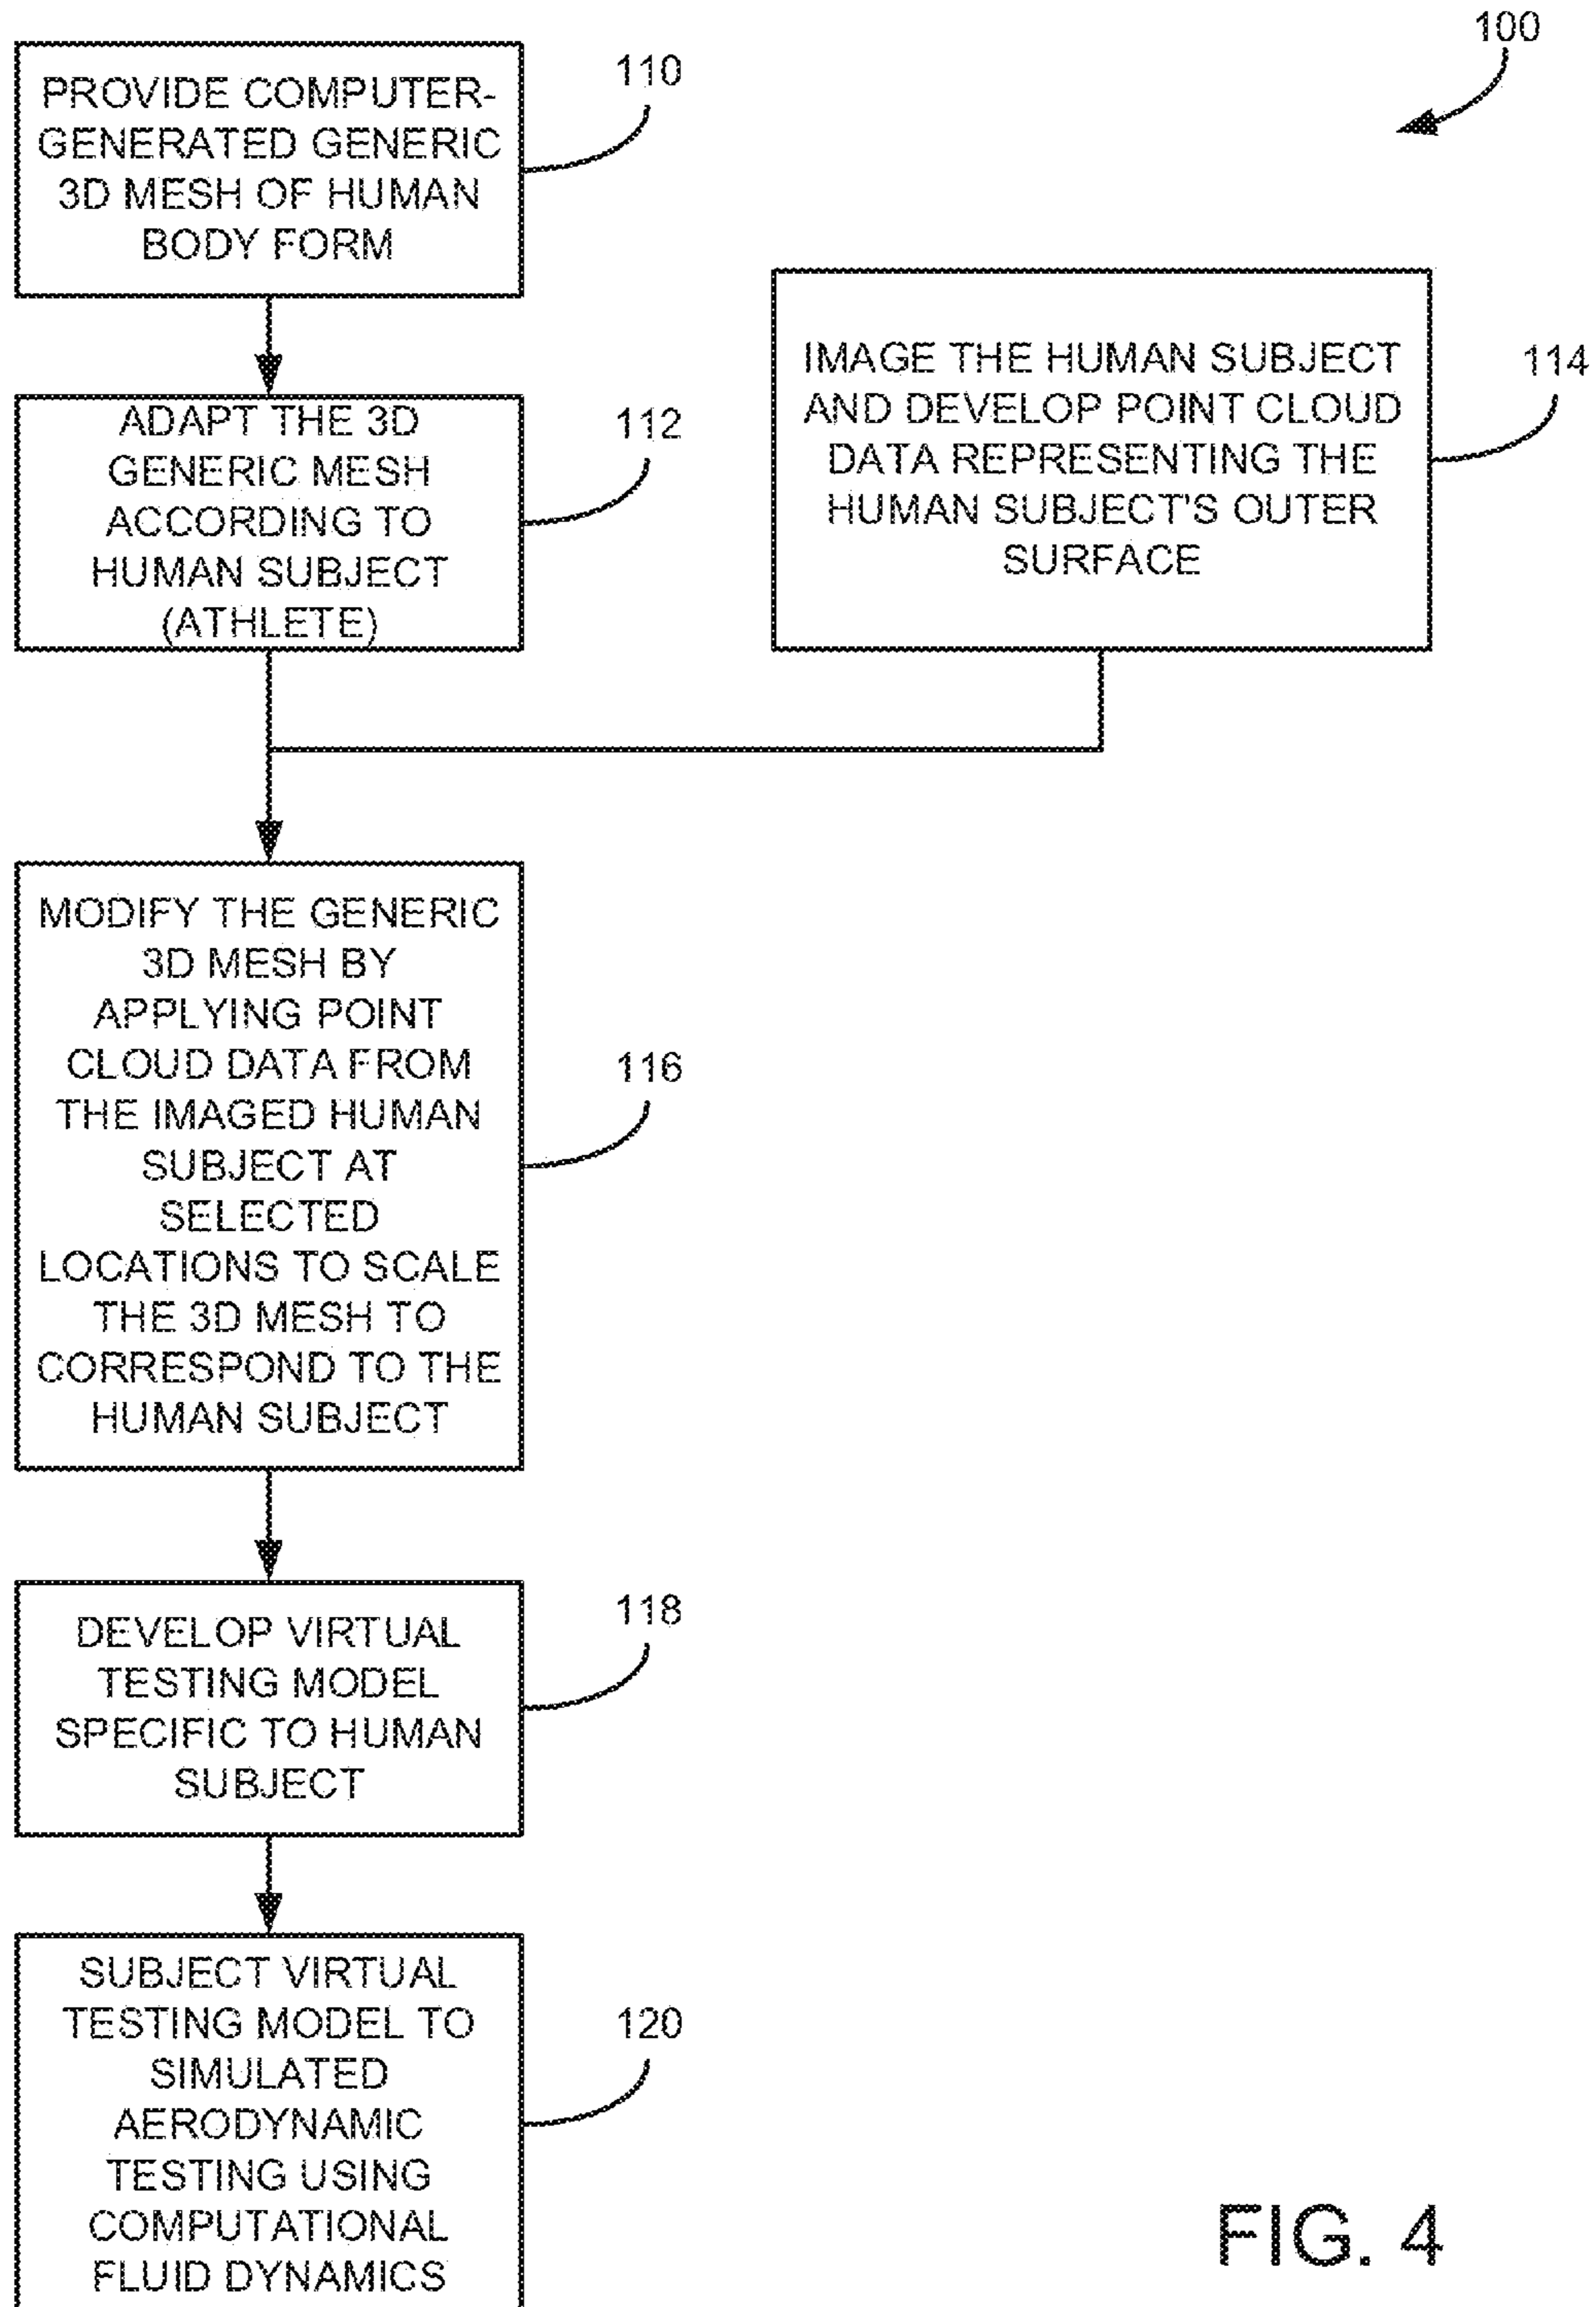 100
PROVIDE COMPUTER-
GENERATED GENERIC
3D MESH OF HUMAN
BODY FORM
110
ADAPT THE 3D
GENERIC MESH
ACCORDING TO
HUMAN SUBJECT
(ATHLETE)
112
IMAGE THE HUMAN SUBJECT
AND DEVELOP POINT CLOUD
DATA REPRESENTING THE
HUMAN SUBJECT'S OUTER
SURFACE
114
MODIFY THE GENERIC
3D MESH BY
APPLYING POINT
CLOUD DATA FROM
THE IMAGED HUMAN
SUBJECT AT
SELECTED
LOCATIONS TO SCALE
THE 3D MESH TO
CORRESPOND TO THE
HUMAN SUBJECT
116
DEVELOP VIRTUAL
TESTING MODEL
SPECIFIC TO HUMAN
SUBJECT
118
SUBJECT VIRTUAL
TESTING MODEL TO
SIMULATED
AERODYNAMIC
TESTING USING
COMPUTATIONAL
FLUID DYNAMICS
120
FIG. 4